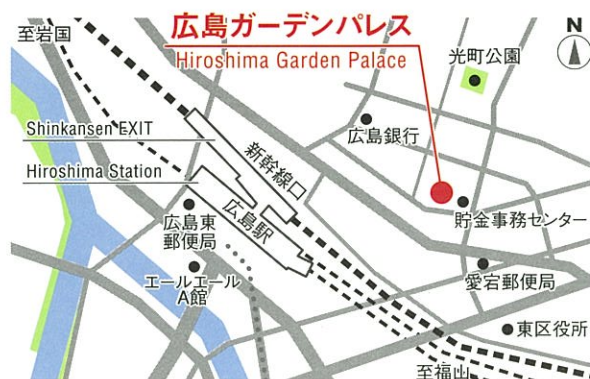 至岩国
広島ガーデンパレス
Hiroshima Garden Palace
N
光町公園
Shinkansen EXIT
広島銀行
Hiroshima Station
新幹線口
広島駅
貯金事務センター
広島東
郵便局
愛宕郵便局
エールエール
A館
東区役所
至福山